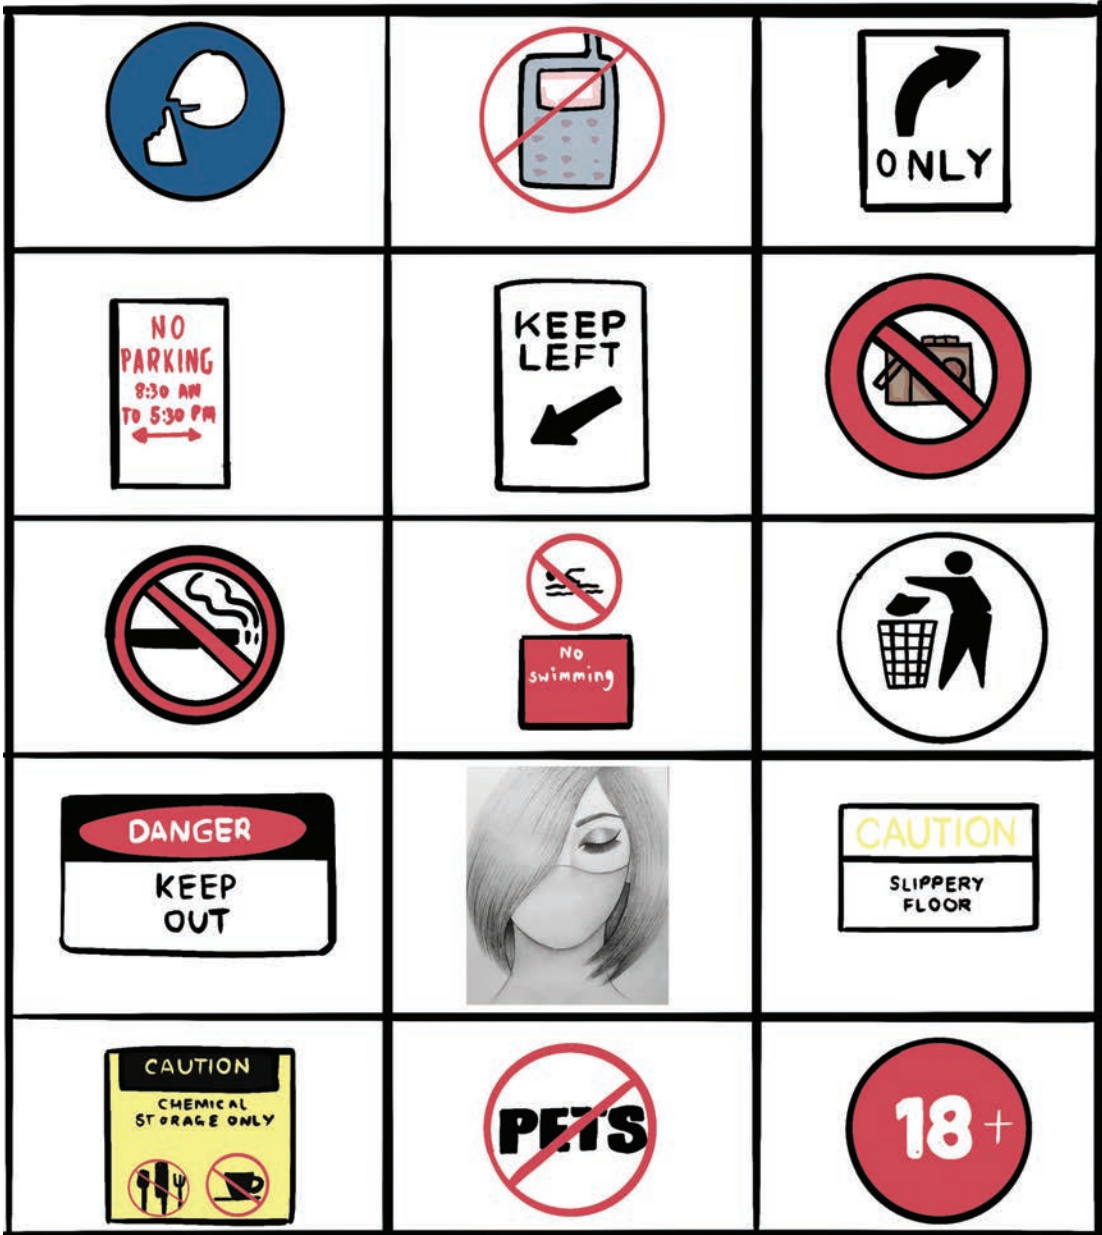 ONLY
NO
PARKING
8:30 AM
TO 5:30 PM
KEEP
LEFT
No
swimming
DANGER
KEEP
OUT
CAUTION
SLIPPERY
FLOOR
CAUTION
CHEMICAL
STORAGE ONLY
PETS
18+